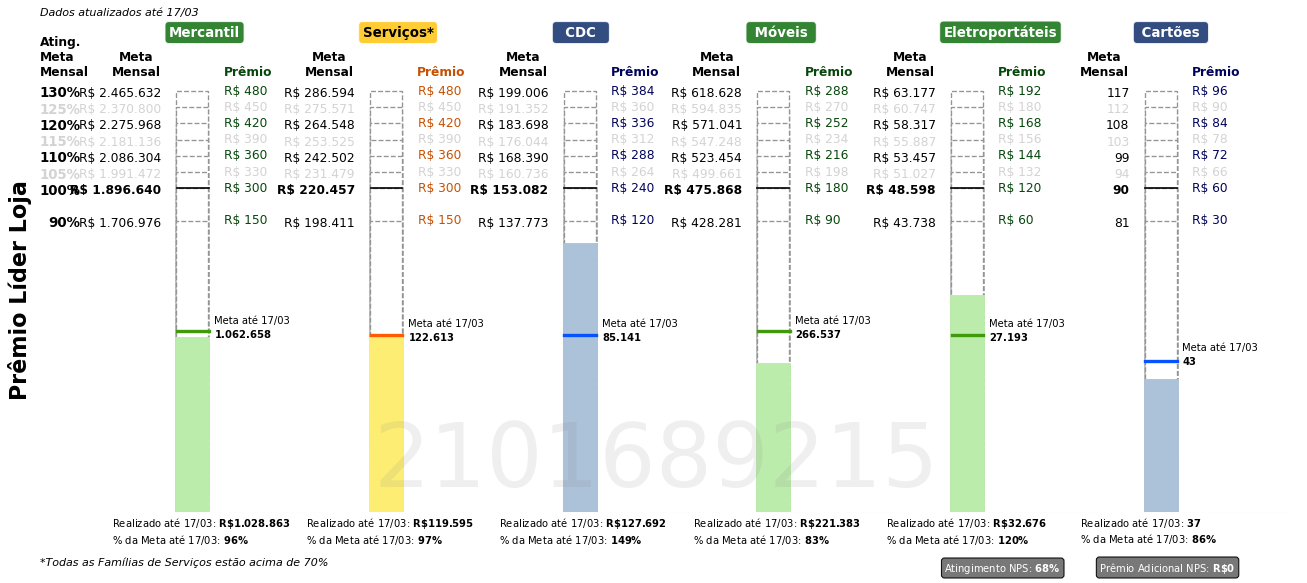 Dados atualizados até 17/03
Mercantil Serviços* CDC Móveis Eletroportáteis Cartões
Ating. Meta Mensal Meta Mensal Prêmio Meta Mensal Prêmio Meta Mensal Prêmio Meta Mensal Prêmio Meta Mensal Prêmio Meta Mensal Prêmio
130% R$ 2.465.632 R$ 480 R$ 286.594 R$ 480 R$ 199.006 R$ 384 R$ 618.628 R$ 288 R$ 63.177 R$ 192 117 R$ 96
125% R$ 2.370.800 R$ 450 R$ 275.571 R$ 450 R$ 191.352 R$ 360 R$ 594.835 R$ 270 R$ 60.747 R$ 180 112 R$ 90
120% R$ 2.275.968 R$ 420 R$ 264.548 R$ 420 R$ 183.698 R$ 336 R$ 571.041 R$ 252 R$ 58.317 R$ 168 108 R$ 84
115% R$ 2.181.136 R$ 390 R$ 253.525 R$ 390 R$ 176.044 R$ 312 R$ 547.248 R$ 234 R$ 55.887 R$ 156 103 R$ 78
110% R$ 2.086.304 R$ 360 R$ 242.502 R$ 360 R$ 168.390 R$ 288 R$ 523.454 R$ 216 R$ 53.457 R$ 144 99 R$ 72
105% R$ 1.991.472 R$ 330 R$ 231.479 R$ 330 R$ 160.736 R$ 264 R$ 499.661 R$ 198 R$ 51.027 R$ 132 94 R$ 66
100% R$ 1.896.640 R$ 300 R$ 220.457 R$ 300 R$ 153.082 R$ 240 R$ 475.868 R$ 180 R$ 48.598 R$ 120 90 R$ 60
90% R$ 1.706.976 R$ 150 R$ 198.411 R$ 150 R$ 137.773 R$ 120 R$ 428.281 R$ 90 R$ 43.738 R$ 60 81 R$ 30
Prêmio Líder Loja
Meta até 17/03 Meta até 17/03 Meta até 17/03 Meta até 17/03 Meta até 17/03 Meta até 17/03
1.062.658 122.613 85.141 266.537 27.193 43
2101689215
Realizado até 17/03: R$1.028.863 Realizado até 17/03: R$119.595 Realizado até 17/03: R$127.692 Realizado até 17/03: R$221.383 Realizado até 17/03: R$32.676 Realizado até 17/03: 37
% da Meta até 17/03: 96% % da Meta até 17/03: 97% % da Meta até 17/03: 149% % da Meta até 17/03: 83% % da Meta até 17/03: 120% % da Meta até 17/03: 86%
*Todas as Famílias de Serviços estão acima de 70% Atingimento NPS: 68% Prêmio Adicional NPS: R$0